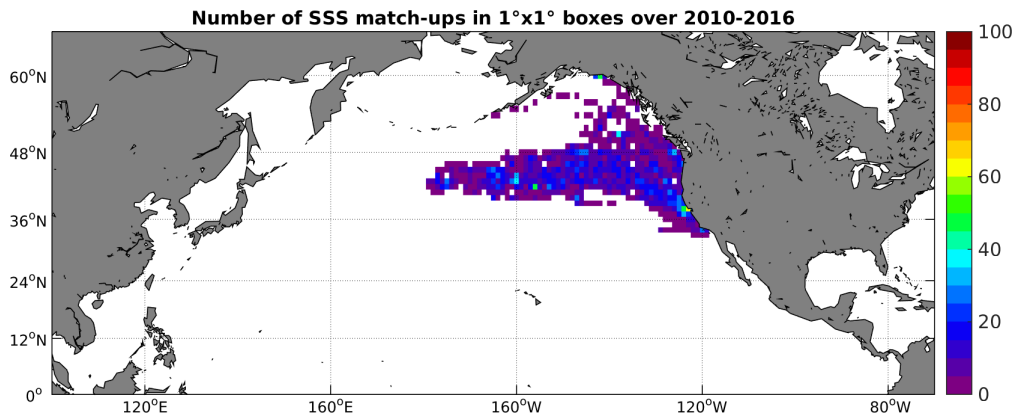 Number of SSS match-ups in 1°x1° boxes over 2010-2016
100
80
60
40
20
0
60°N
48°N
36°N
24°N
12°N
0°
120°E
160°E
160°W
120°W
80°W